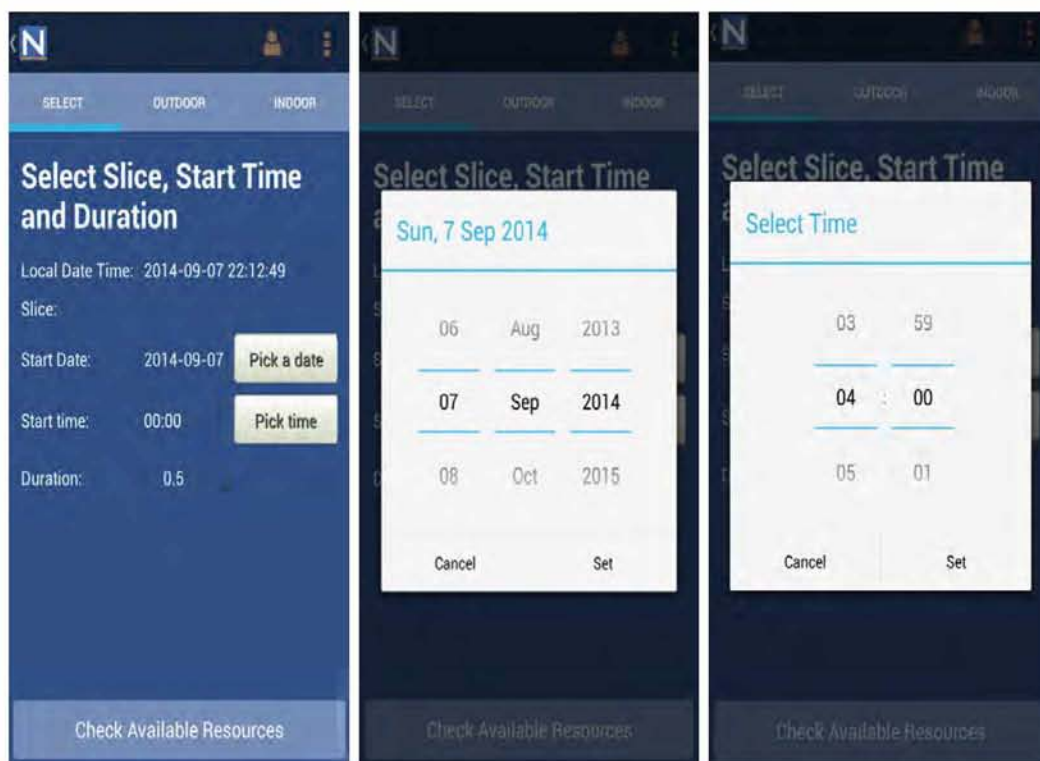 N
SELECT OUTDOOR INDOOR
Select Slice, Start Time
and Duration
Local Date Time: 2014-09-07 22:12:49
Slice:
Start Date: 2014-09-07 Pick a date
Start time: 00:00 Pick time
Duration: 0.5
Check Available Resources
N
SELECT OUTDOOR INDOOR
Select Slice, Start Time
Sun, 7 Sep 2014
06 Aug 2013
07 Sep 2014
08 Oct 2015
Cancel Set
Check Available Resources
N
SELECT OUTDOOR INDOOR
Select Slice, Start Time
Select Time
03 59
04 : 00
05 01
Cancel Set
Check Available Resources